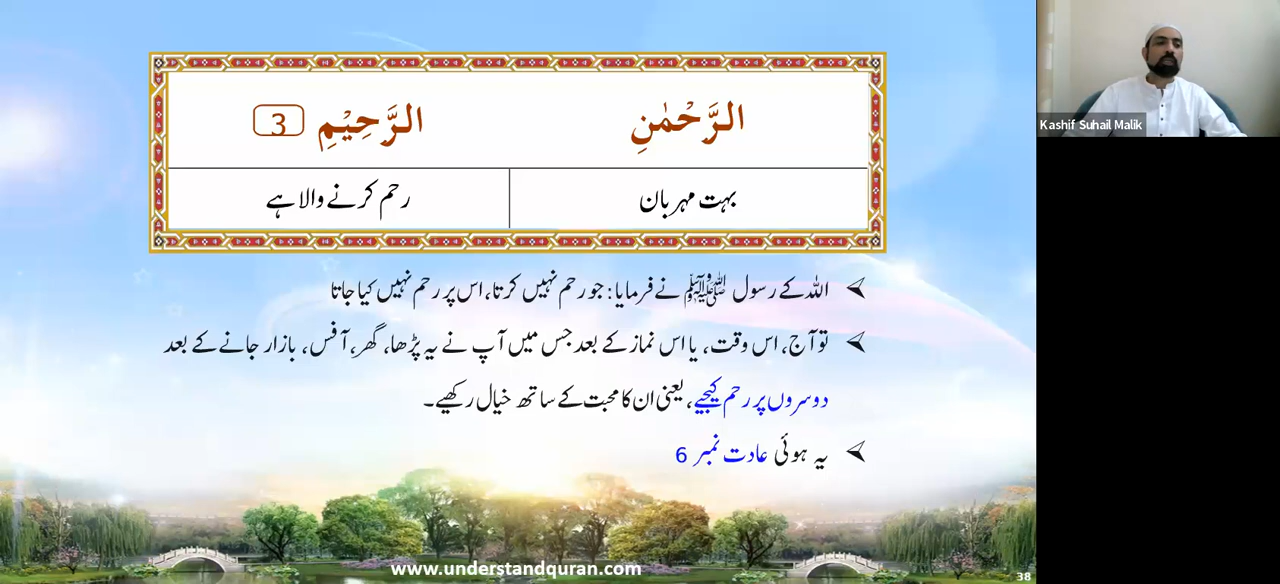 الرَّحْمٰنِ الرَّحِيْمِ 3
بہت مہربان رحم کرنے والا ہے
اللہ کے رسول ﷺ نے فرمایا: جو رحم نہیں کرتا، اس پر رحم نہیں کیا جاتا
تو آج، اس وقت، یا اس نماز کے بعد جس میں آپ نے یہ پڑھا، گھر، آفس، بازار جانے کے بعد
دوسروں پر رحم کیجیے، یعنی ان کا محبت کے ساتھ خیال رکھیے۔
یہ ہوئی عادت نمبر 6
www.understandquran.com
38
Kashif Suhail Malik